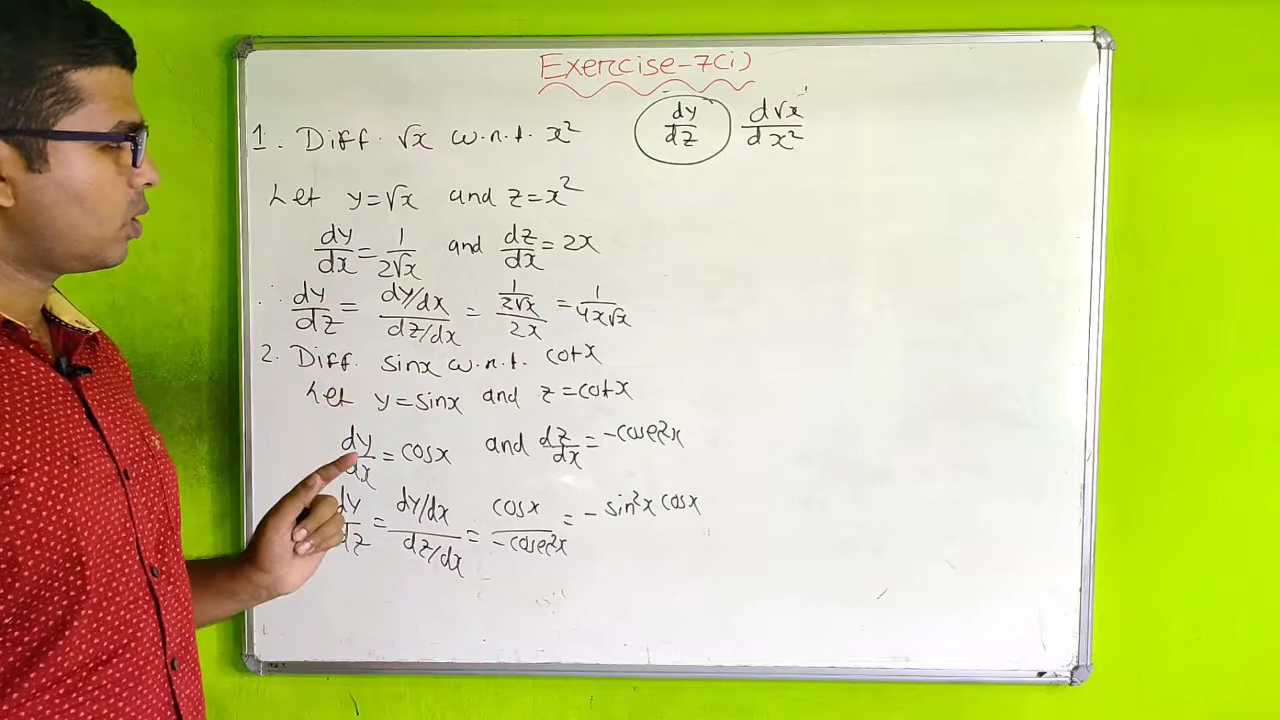 Exercise-7(i)
1. Diff. √x w.r.t. x² dy/dz d√x/dx²
Let y=√x and z=x²
dy/dx = 1/2√x and dz/dx = 2x
∴ dy/dz = dy/dx / dz/dx = 1/2√x / 2x = 1/4x√x
2. Diff. sinx w.r.t. cotx
Let y=sinx and z=cotx
dy/dx = cosx and dz/dx = -cosec²x
dy/dz = dy/dx / dz/dx = cosx / -cosec²x = - sin²x cosx